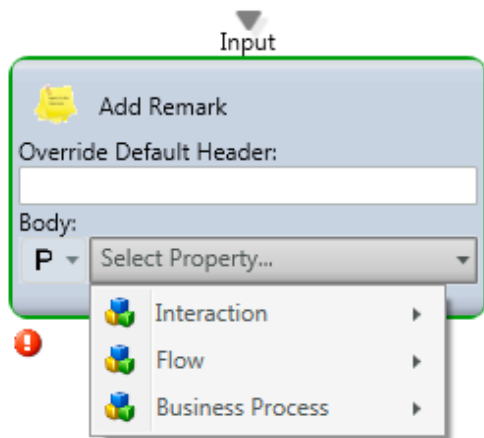 Input
Add Remark
Override Default Header:
Body:
P Select Property...
Interaction
Flow
Business Process